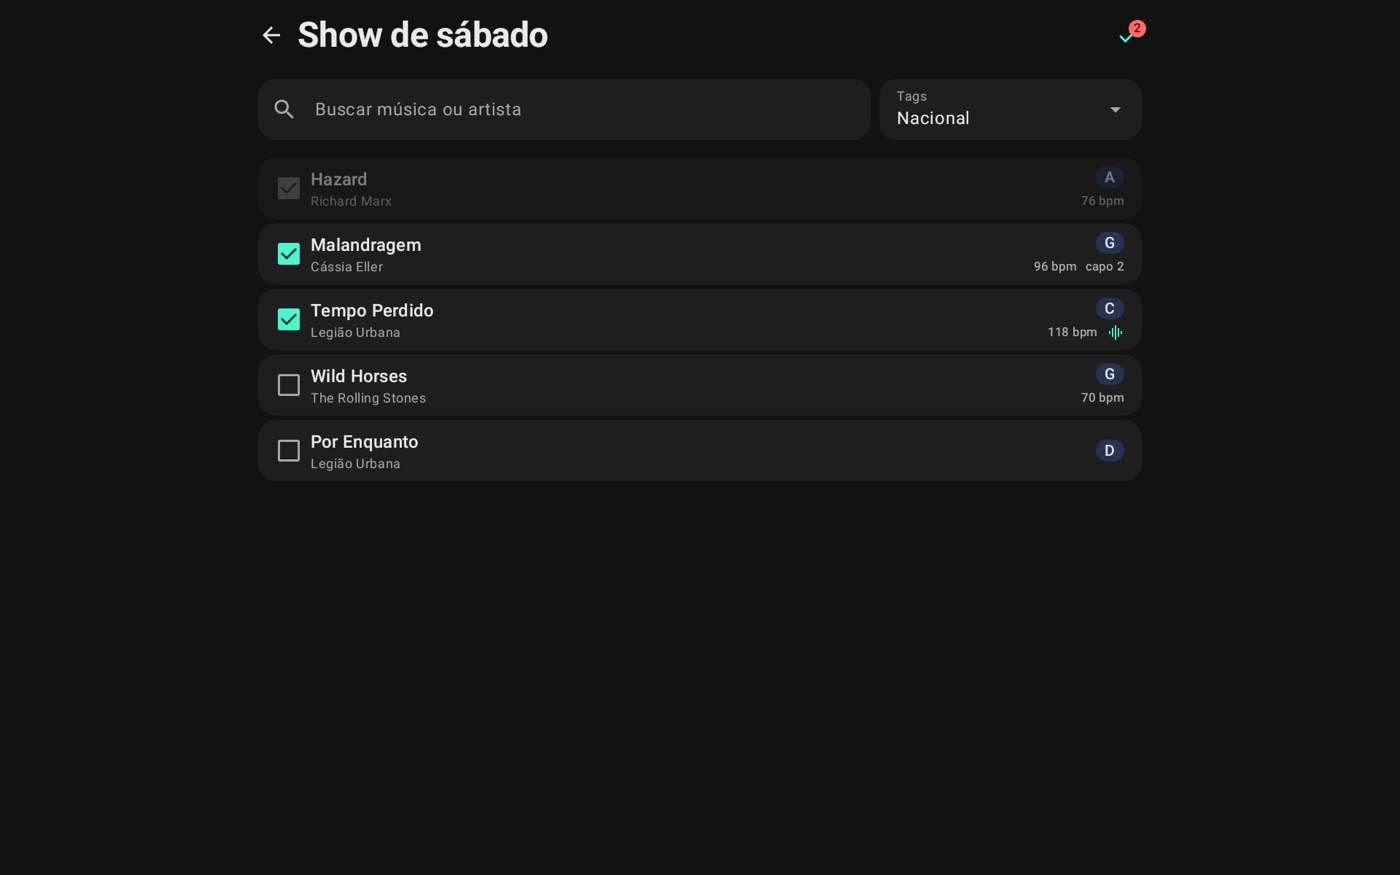 Show de sábado
2
Buscar música ou artista
Tags
Nacional
Hazard
A
Richard Marx
76 bpm
Malandragem
G
Cássia Eller
96 bpm capo 2
Tempo Perdido
C
Legião Urbana
118 bpm
Wild Horses
G
The Rolling Stones
70 bpm
Por Enquanto
D
Legião Urbana